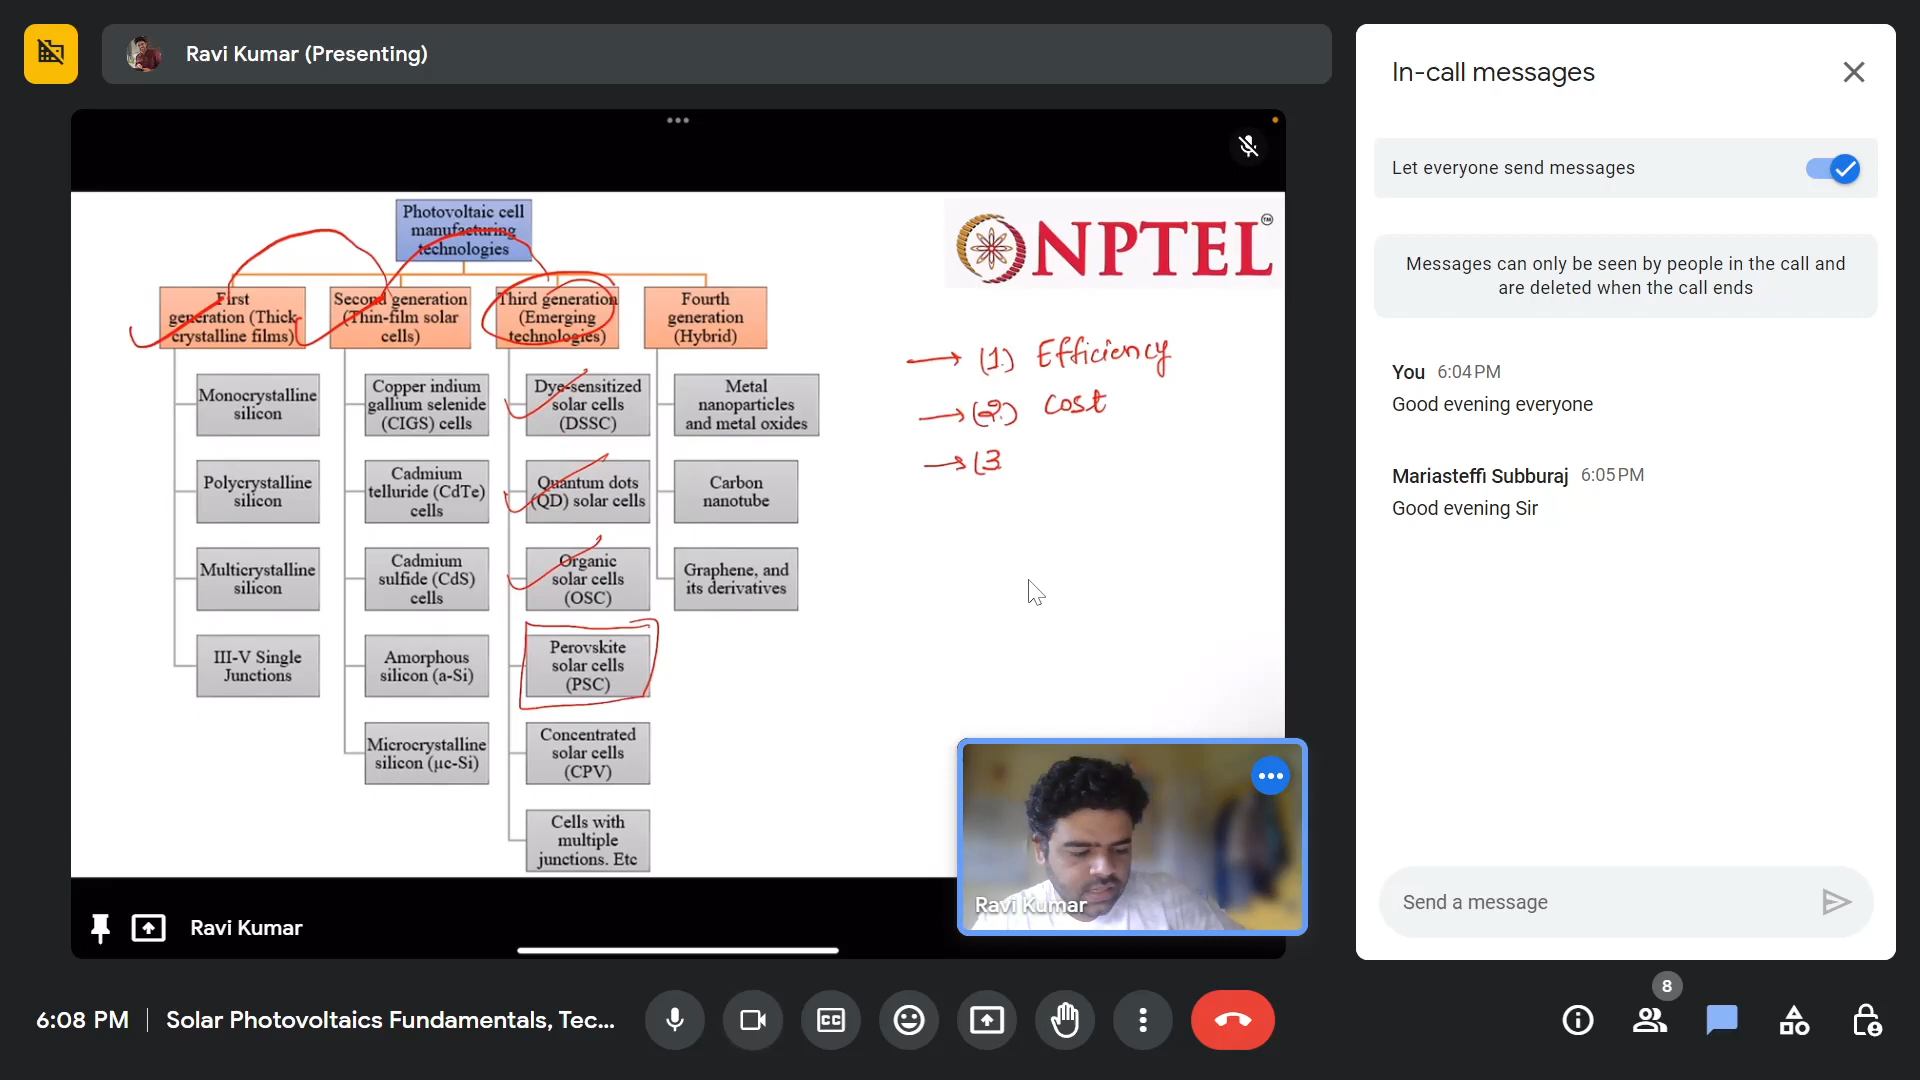 Ravi Kumar (Presenting)
Photovoltaic cell
manufacturing
technologies
First
generation (Thick
crystalline films)
Second generation
(Thin-film solar
cells)
Third generation
(Emerging
technologies)
Fourth
generation
(Hybrid)
Monocrystalline
silicon
Polycrystalline
silicon
Multicrystalline
silicon
III-V Single
Junctions
Copper indium
gallium selenide
(CIGS) cells
Cadmium
telluride (CdTe)
cells
Cadmium
sulfide (CdS)
cells
Amorphous
silicon (a-Si)
Microcrystalline
silicon (µc-Si)
Dye-sensitized
solar cells
(DSSC)
Quantum dots
(QD) solar cells
Organic
solar cells
(OSC)
Perovskite
solar cells
(PSC)
Concentrated
solar cells
(CPV)
Cells with
multiple
junctions. Etc
Metal
nanoparticles
and metal oxides
Carbon
nanotube
Graphene, and
its derivatives
NPTEL™
→ (1.) Efficiency
→ (2.) Cost
→ (3
Ravi Kumar
Ravi Kumar
In-call messages
Let everyone send messages
Messages can only be seen by people in the call and
are deleted when the call ends
You 6:04 PM
Good evening everyone
Mariasteffi Subburaj 6:05 PM
Good evening Sir
Send a message
6:08 PM | Solar Photovoltaics Fundamentals, Tec...
CC
8